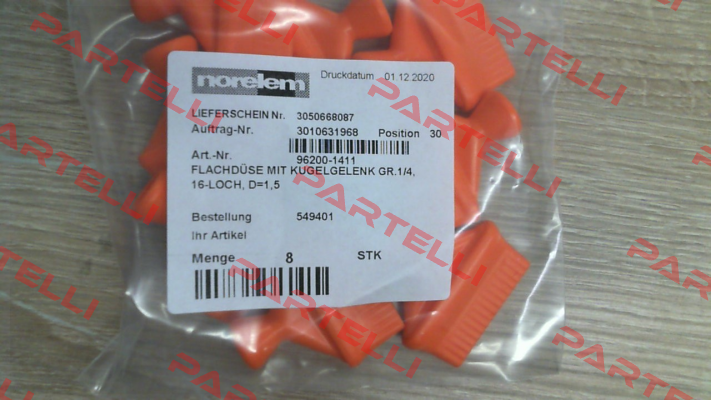 norelem
Druckdatum 01.12.2020
LIEFERSCHEIN Nr. 3050668087
Auftrag-Nr. 3010631968 Position 30
Art.-Nr. 96200-1411
FLACHDÜSE MIT KUGELGELENK GR.1/4,
16-LOCH, D=1,5
Bestellung 549401
Ihr Artikel
Menge 8 STK
PARTELLI
PARTELLI
PARTELLI
PARTELLI
PARTELLI
PARTELLI